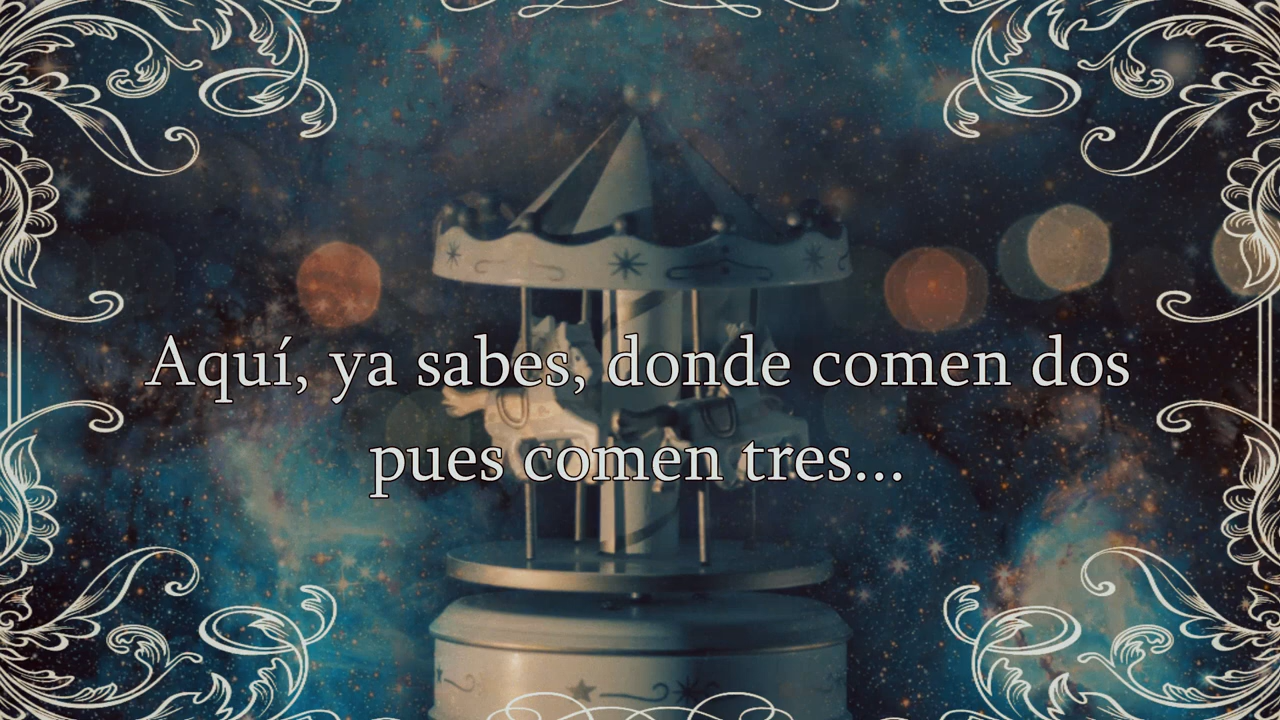 Aquí, ya sabes, donde comen dos
pues comen tres...